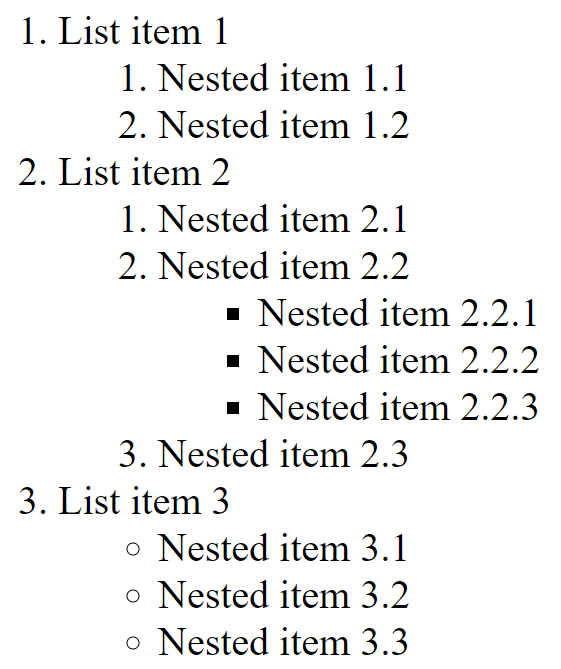 1. List item 1
1. Nested item 1.1
2. Nested item 1.2
2. List item 2
1. Nested item 2.1
2. Nested item 2.2
▪ Nested item 2.2.1
▪ Nested item 2.2.2
▪ Nested item 2.2.3
3. Nested item 2.3
3. List item 3
◦ Nested item 3.1
◦ Nested item 3.2
◦ Nested item 3.3